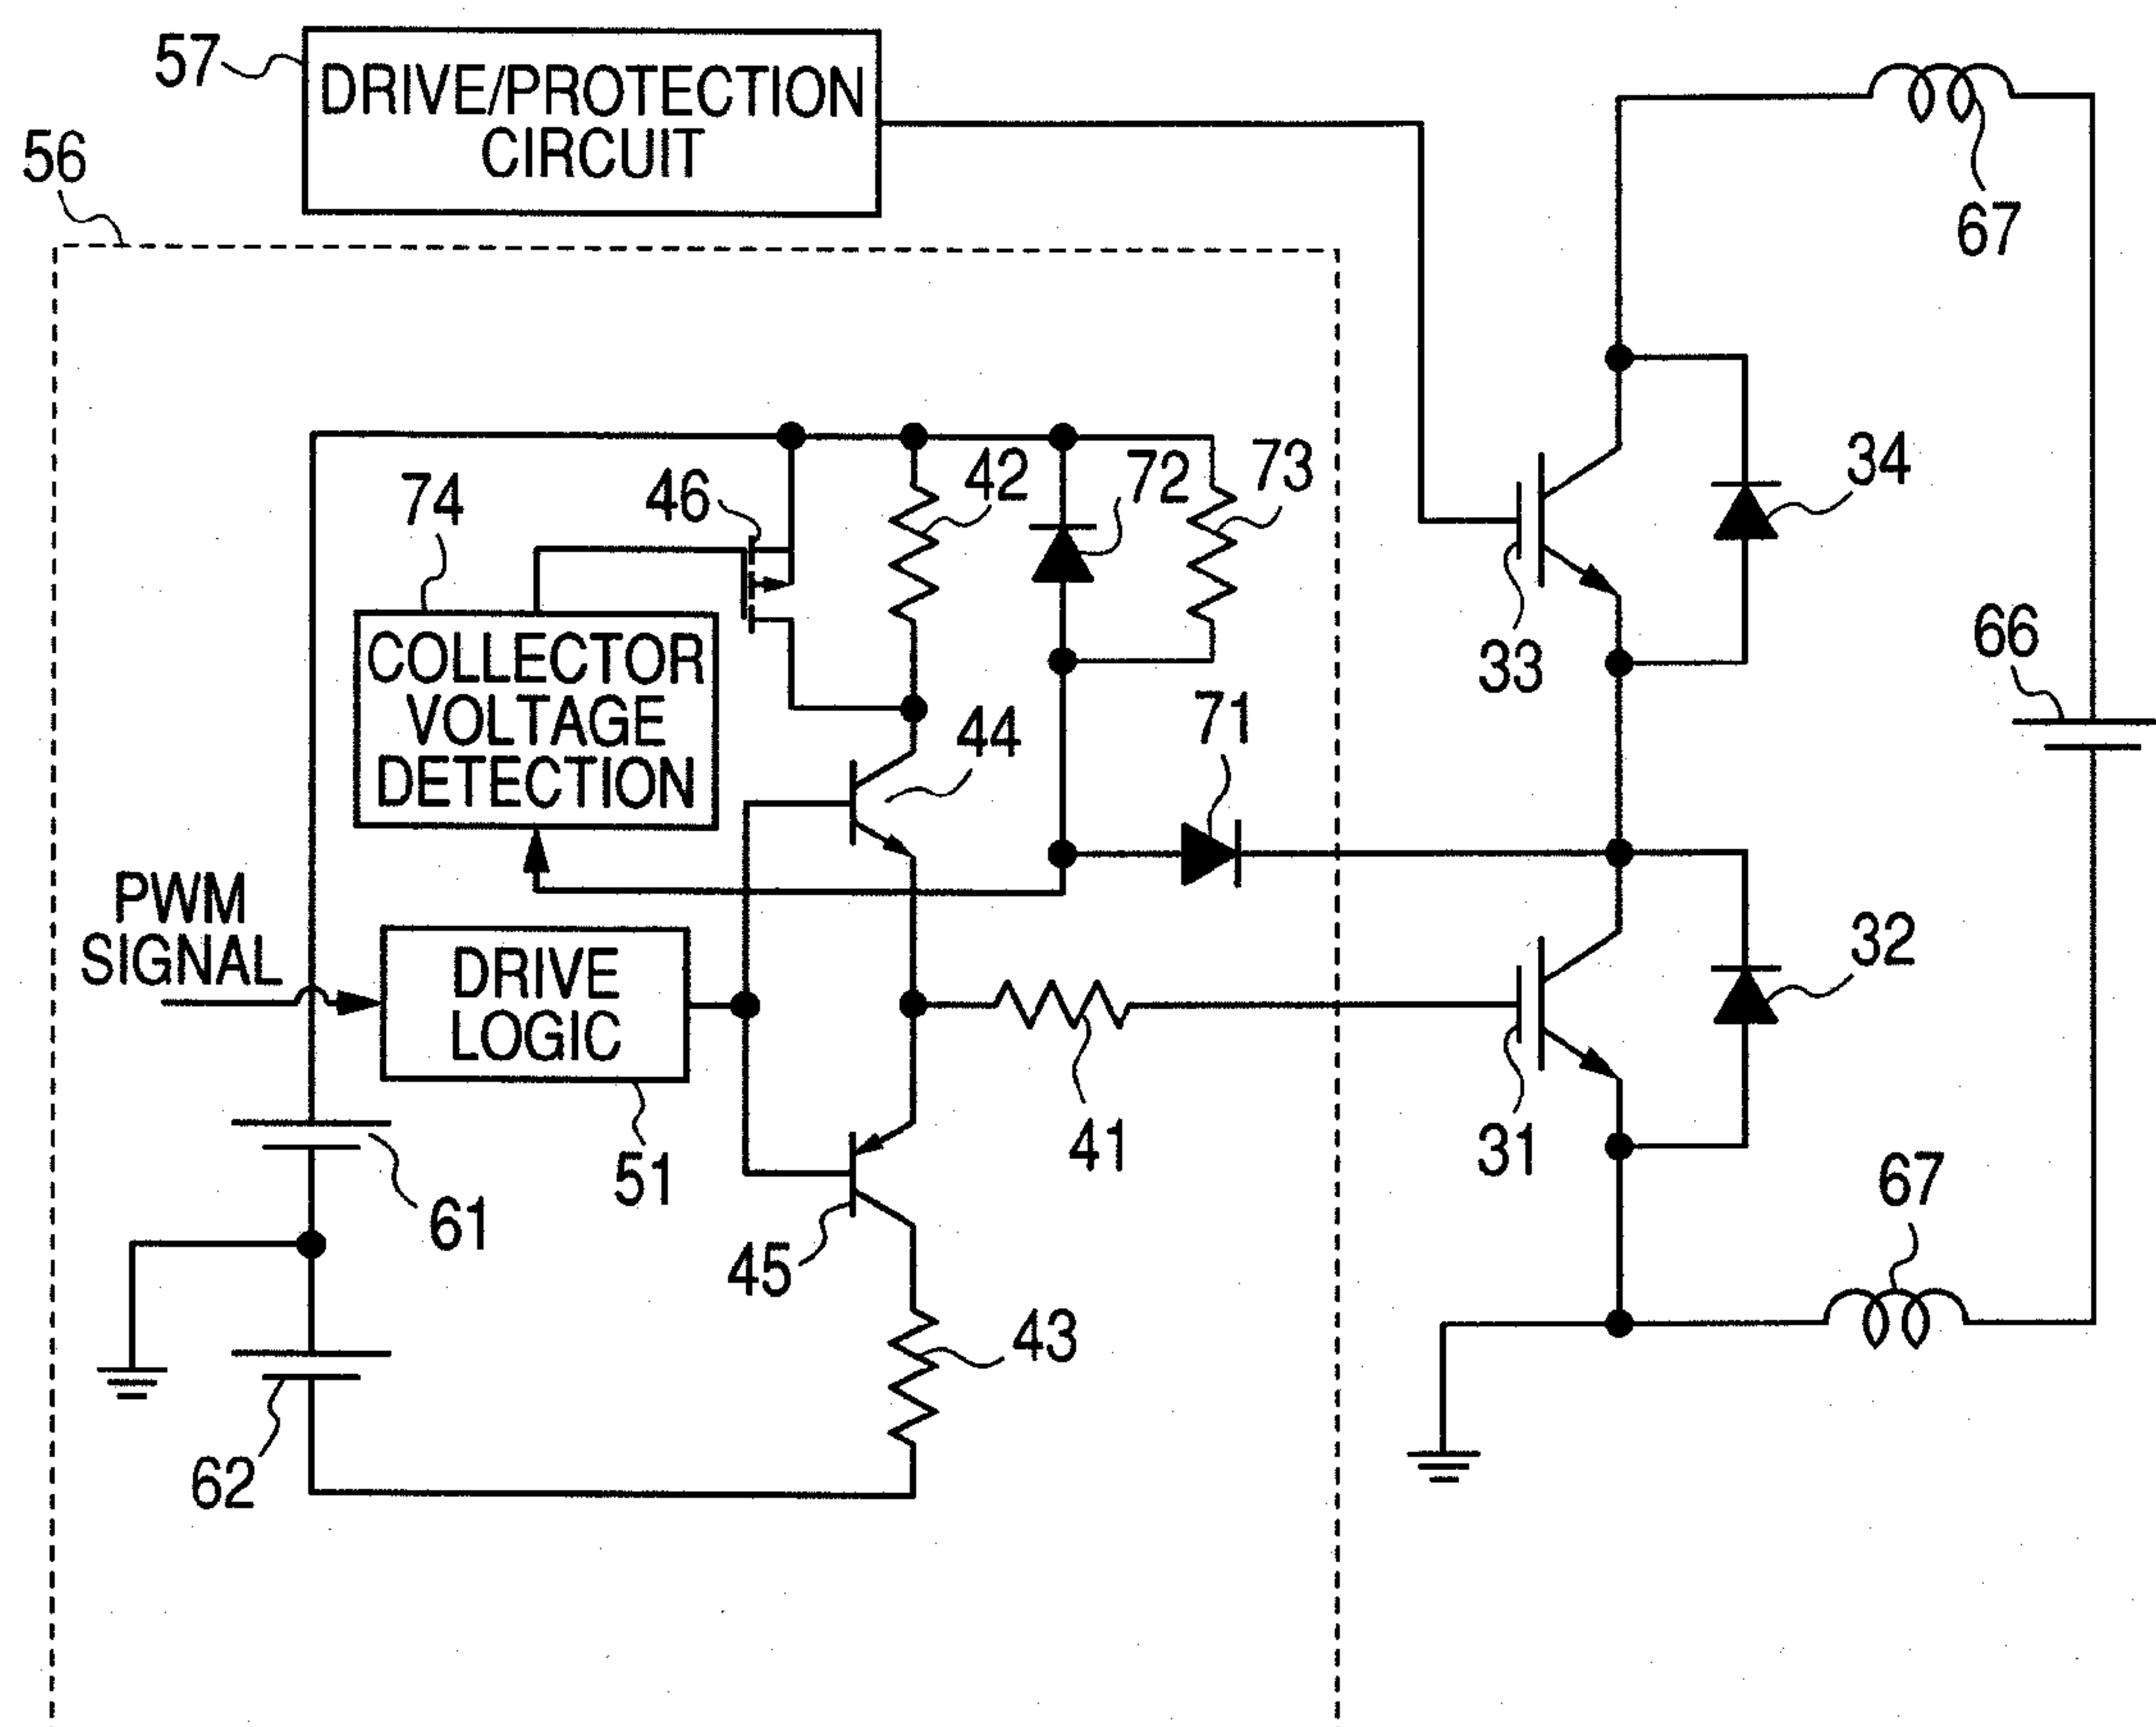 57
DRIVE/PROTECTION
CIRCUIT
56
67
74
46
42
72
73
34
COLLECTOR
VOLTAGE
DETECTION
33
66
71
44
PWM
SIGNAL
DRIVE
LOGIC
32
51
41
31
67
61
45
43
62